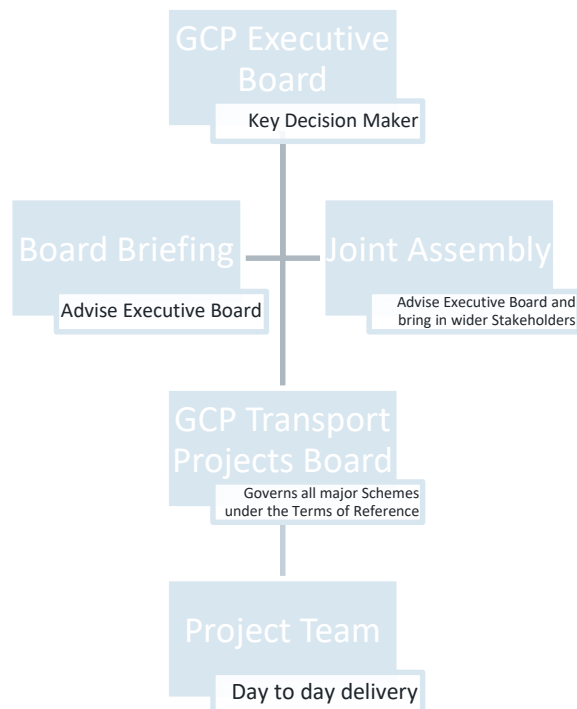 GCP Executive
Board
Key Decision Maker
Board Briefing
Advise Executive Board
Joint Assembly
Advise Executive Board and
bring in wider Stakeholders
GCP Transport
Projects Board
Governs all major Schemes
under the Terms of Reference
Project Team
Day to day delivery